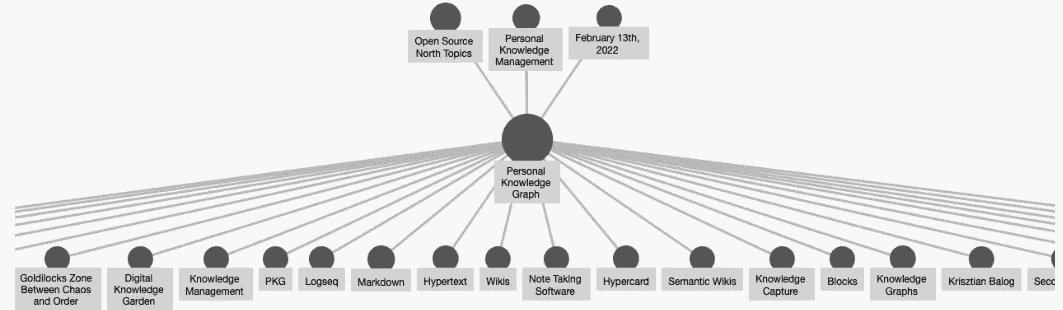 Open Source
North Topics
Personal
Knowledge
Management
February 13th,
2022
Personal
Knowledge
Graph
Goldilocks Zone
Between Chaos
and Order
Digital
Knowledge
Garden
Knowledge
Management
PKG
Logseq
Markdown
Hypertext
Wikis
Note Taking
Software
Hypercard
Semantic Wikis
Knowledge
Capture
Blocks
Knowledge
Graphs
Krisztian Balog